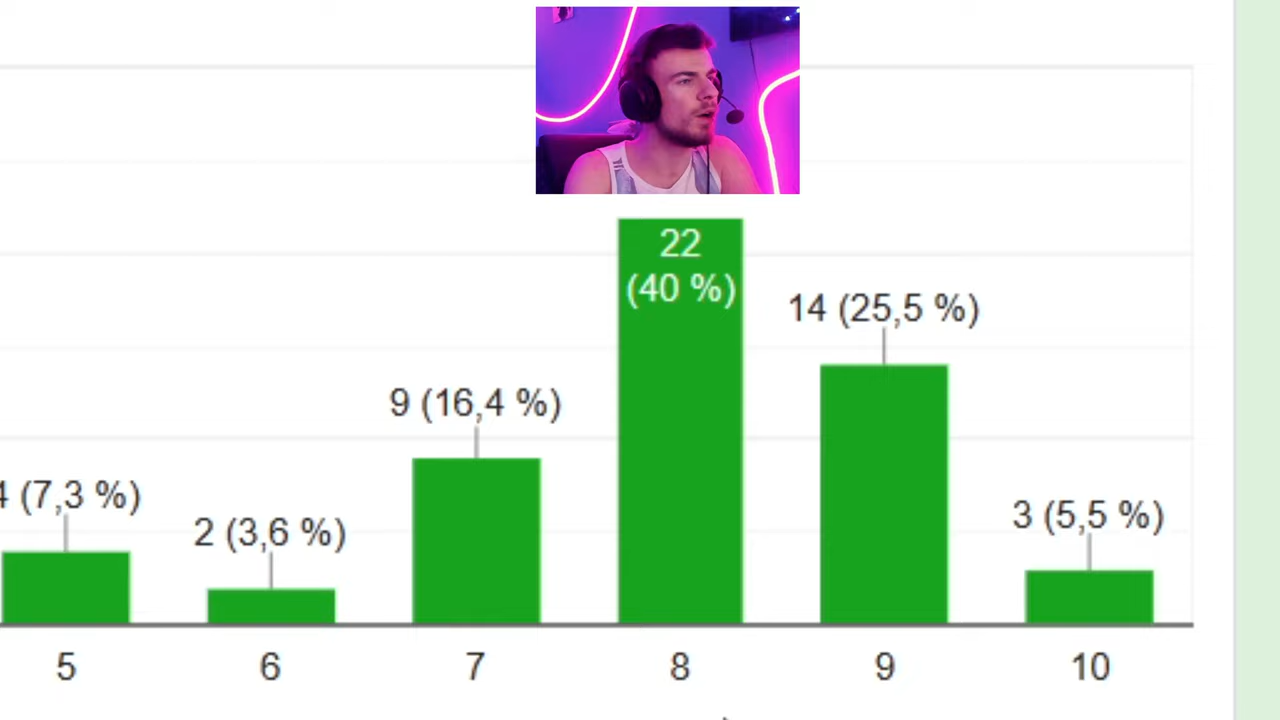 22
(40 %)
14 (25,5 %)
9 (16,4 %)
4 (7,3 %)
2 (3,6 %)
3 (5,5 %)
5 6 7 8 9 10